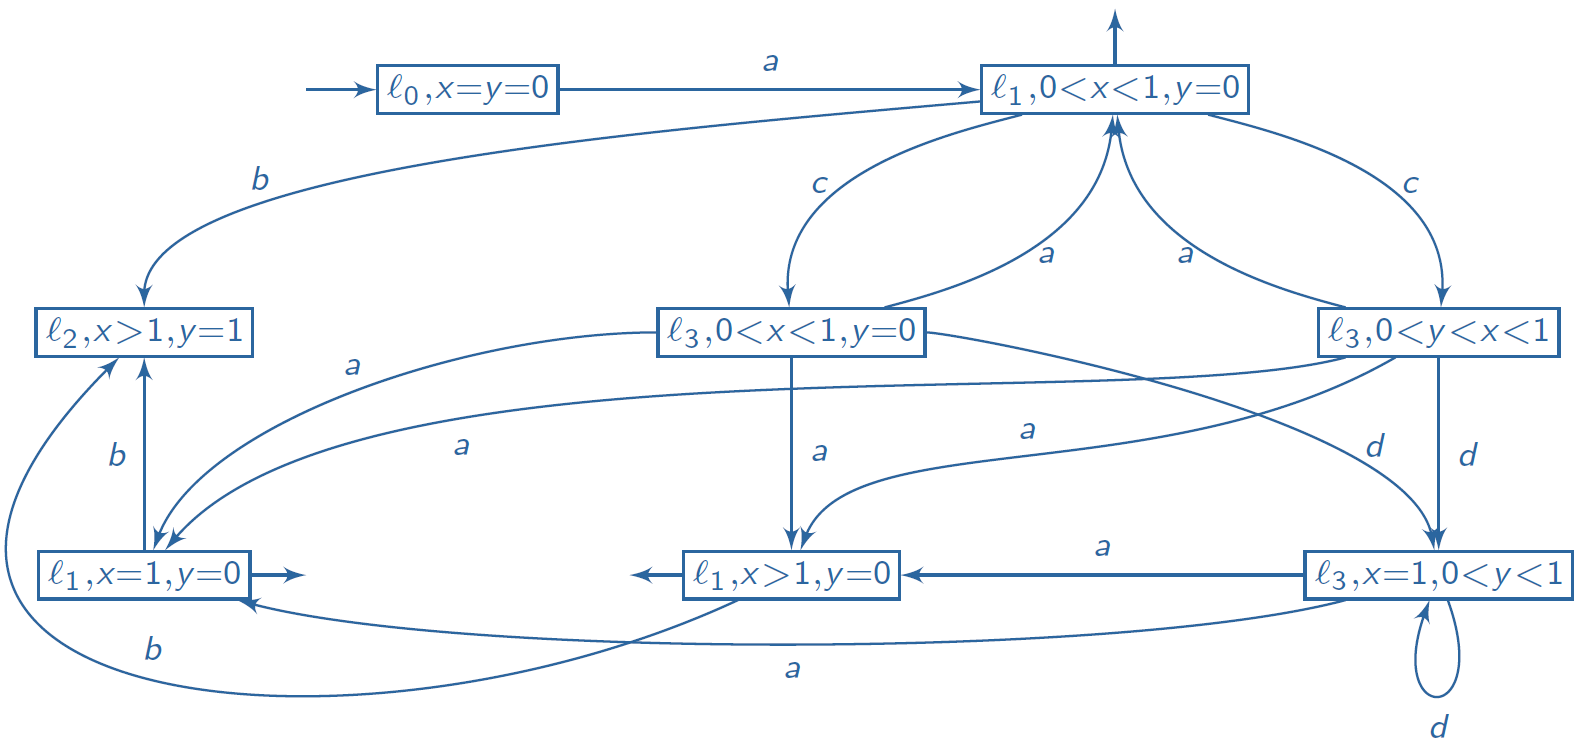 a
ℓ0,x=y=0
ℓ1,0<x<1,y=0
b
c
c
a
a
ℓ2,x>1,y=1
ℓ3,0<x<1,y=0
ℓ3,0<y<x<1
a
a
a
d
b
a
d
a
ℓ1,x=1,y=0
ℓ1,x>1,y=0
ℓ3,x=1,0<y<1
b
a
d